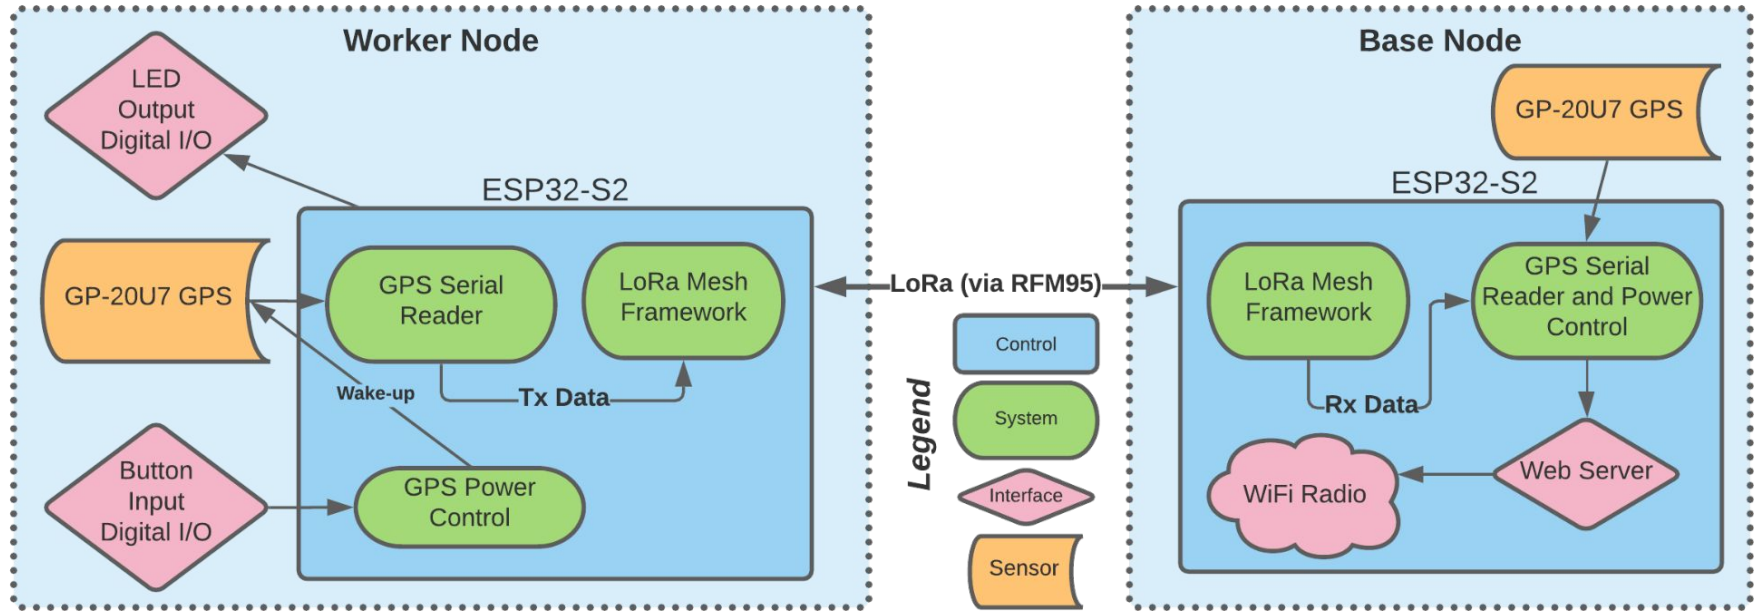 Worker Node
LED
Output
Digital I/O
ESP32-S2
GP-20U7 GPS
GPS Serial
Reader
LoRa Mesh
Framework
Wake-up
Tx Data
Button
Input
Digital I/O
GPS Power
Control
LoRa (via RFM95)
Legend
Control
System
Interface
Sensor
Base Node
GP-20U7 GPS
ESP32-S2
LoRa Mesh
Framework
GPS Serial
Reader and Power
Control
Rx Data
Web Server
WiFi Radio